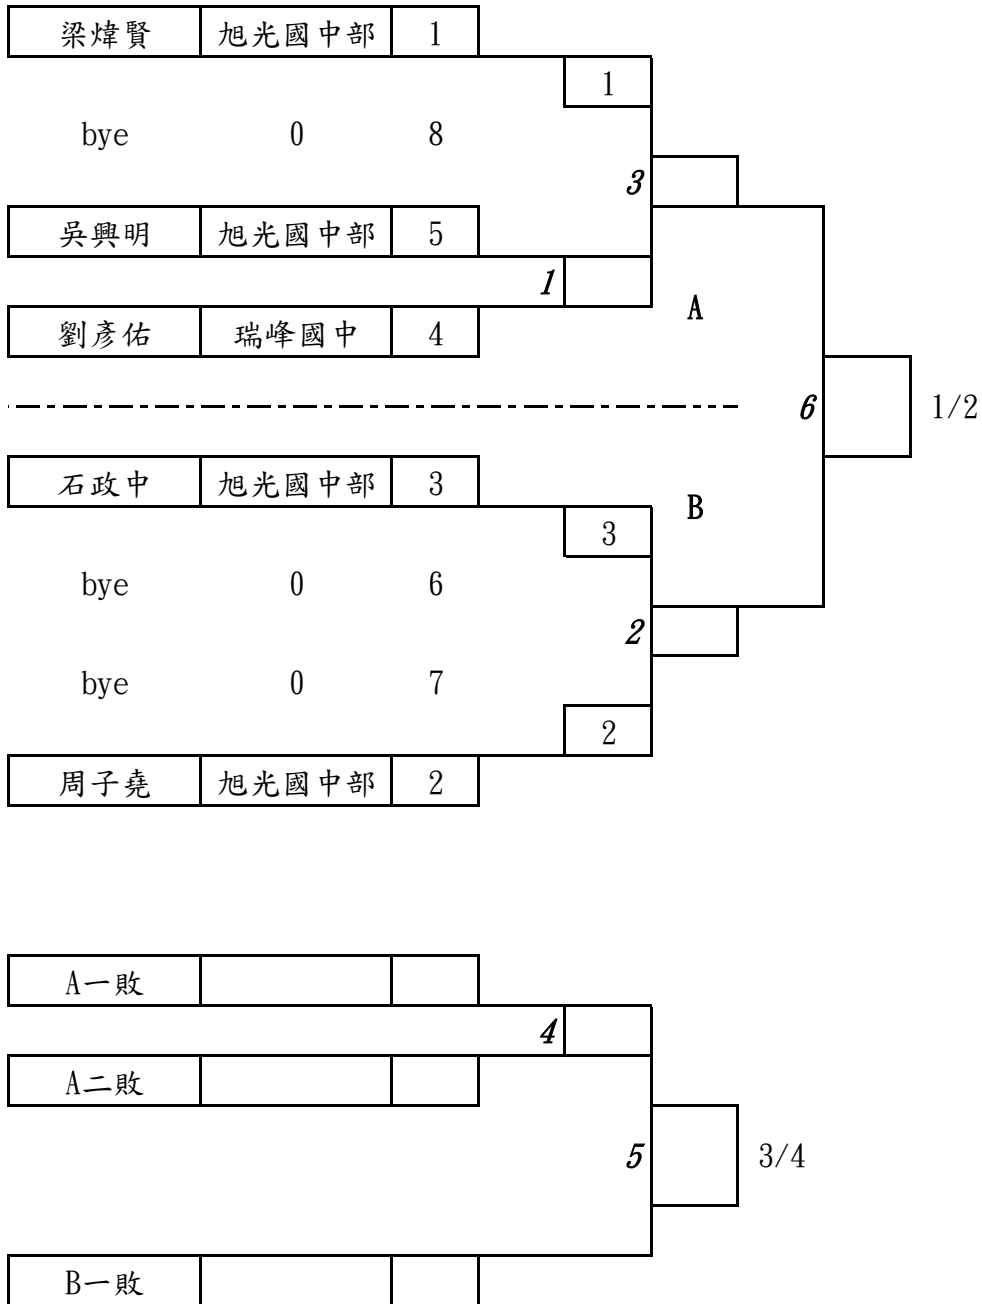 梁煒賢 旭光國中部 1
1
bye 0 8
3
吳興明 旭光國中部 5
1
A
劉彥佑 瑞峰國中 4
6 1/2
石政中 旭光國中部 3
B
3
bye 0 6
2
bye 0 7
2
周子堯 旭光國中部 2
A一敗
4
A二敗
5 3/4
B一敗